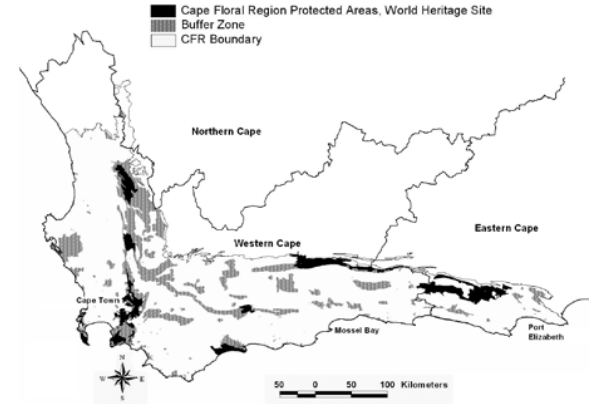 Cape Floral Region Protected Areas, World Heritage Site
Buffer Zone
CFR Boundary
Northern Cape
Eastern Cape
Western Cape
Cape Town
Mossel Bay
Port
Elizabeth
N
W E
S
50 0 50 100 Kilometers